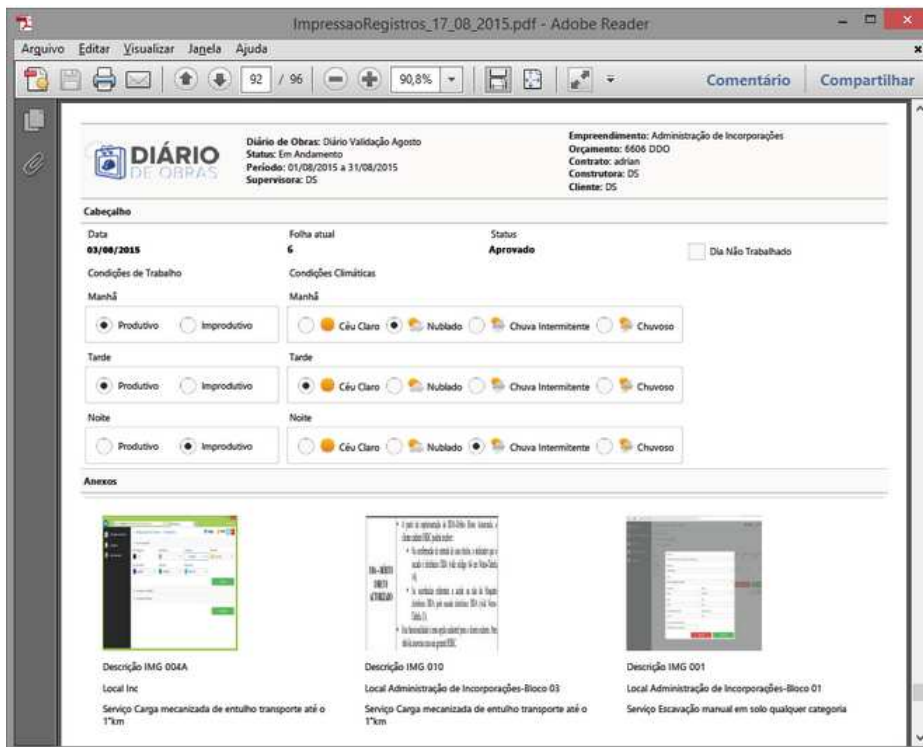 ImpressaoRegistros_17_08_2015.pdf - Adobe Reader
Arquivo Editar Visualizar Janela Ajuda
92 / 96 90,8% Comentário Compartilhar
DIÁRIO
DE OBRAS
Diário de Obras: Diário Validação Agosto
Status: Em Andamento
Período: 01/08/2015 a 31/08/2015
Supervisora: DS
Empreendimento: Administração de Incorporações
Orçamento: 6606 DDO
Contrato: adrian
Construtora: DS
Cliente: DS
Cabeçalho
Data Folha atual Status
03/08/2015 6 Aprovado Dia Não Trabalhado
Condições de Trabalho Condições Climáticas
Manhã Manhã
Produtivo Improdutivo Céu Claro Nublado Chuva Intermitente Chuvoso
Tarde Tarde
Produtivo Improdutivo Céu Claro Nublado Chuva Intermitente Chuvoso
Noite Noite
Produtivo Improdutivo Céu Claro Nublado Chuva Intermitente Chuvoso
Anexos
Descrição IMG 004A
Local Inc
Serviço Carga mecanizada de entulho transporte até o
1"km
Descrição IMG 010
Local Administração de Incorporações-Bloco 03
Serviço Carga mecanizada de entulho transporte até o
1"km
Descrição IMG 001
Local Administração de Incorporações-Bloco 01
Serviço Escavação manual em solo qualquer categoria